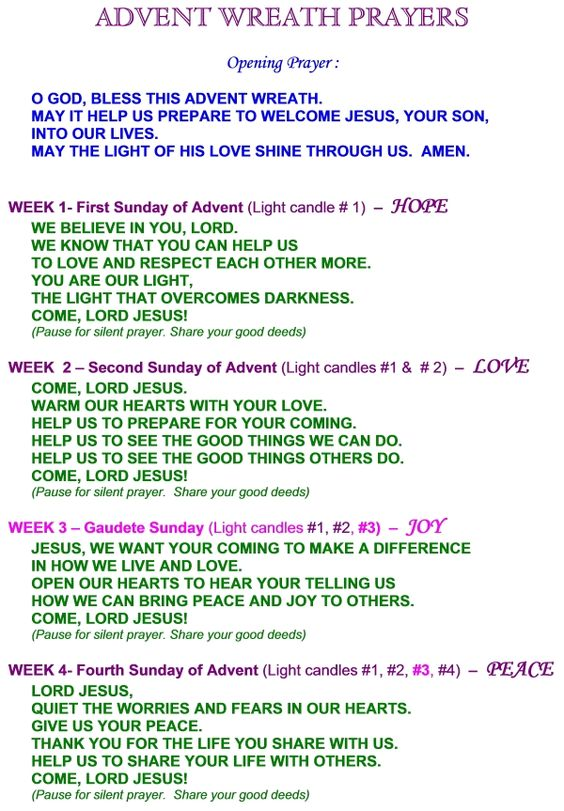 ADVENT WREATH PRAYERS
Opening Prayer :
O GOD, BLESS THIS ADVENT WREATH.
MAY IT HELP US PREPARE TO WELCOME JESUS, YOUR SON,
INTO OUR LIVES.
MAY THE LIGHT OF HIS LOVE SHINE THROUGH US. AMEN.
WEEK 1- First Sunday of Advent (Light candle # 1) – HOPE
WE BELIEVE IN YOU, LORD.
WE KNOW THAT YOU CAN HELP US
TO LOVE AND RESPECT EACH OTHER MORE.
YOU ARE OUR LIGHT,
THE LIGHT THAT OVERCOMES DARKNESS.
COME, LORD JESUS!
(Pause for silent prayer. Share your good deeds)
WEEK 2 – Second Sunday of Advent (Light candles #1 & # 2) – LOVE
COME, LORD JESUS.
WARM OUR HEARTS WITH YOUR LOVE.
HELP US TO PREPARE FOR YOUR COMING.
HELP US TO SEE THE GOOD THINGS WE CAN DO.
HELP US TO SEE THE GOOD THINGS OTHERS DO.
COME, LORD JESUS!
(Pause for silent prayer. Share your good deeds)
WEEK 3 – Gaudete Sunday (Light candles #1, #2, #3) – JOY
JESUS, WE WANT YOUR COMING TO MAKE A DIFFERENCE
IN HOW WE LIVE AND LOVE.
OPEN OUR HEARTS TO HEAR YOUR TELLING US
HOW WE CAN BRING PEACE AND JOY TO OTHERS.
COME, LORD JESUS!
(Pause for silent prayer. Share your good deeds)
WEEK 4- Fourth Sunday of Advent (Light candles #1, #2, #3, #4) – PEACE
LORD JESUS,
QUIET THE WORRIES AND FEARS IN OUR HEARTS.
GIVE US YOUR PEACE.
THANK YOU FOR THE LIFE YOU SHARE WITH US.
HELP US TO SHARE YOUR LIFE WITH OTHERS.
COME, LORD JESUS!
(Pause for silent prayer. Share your good deeds)